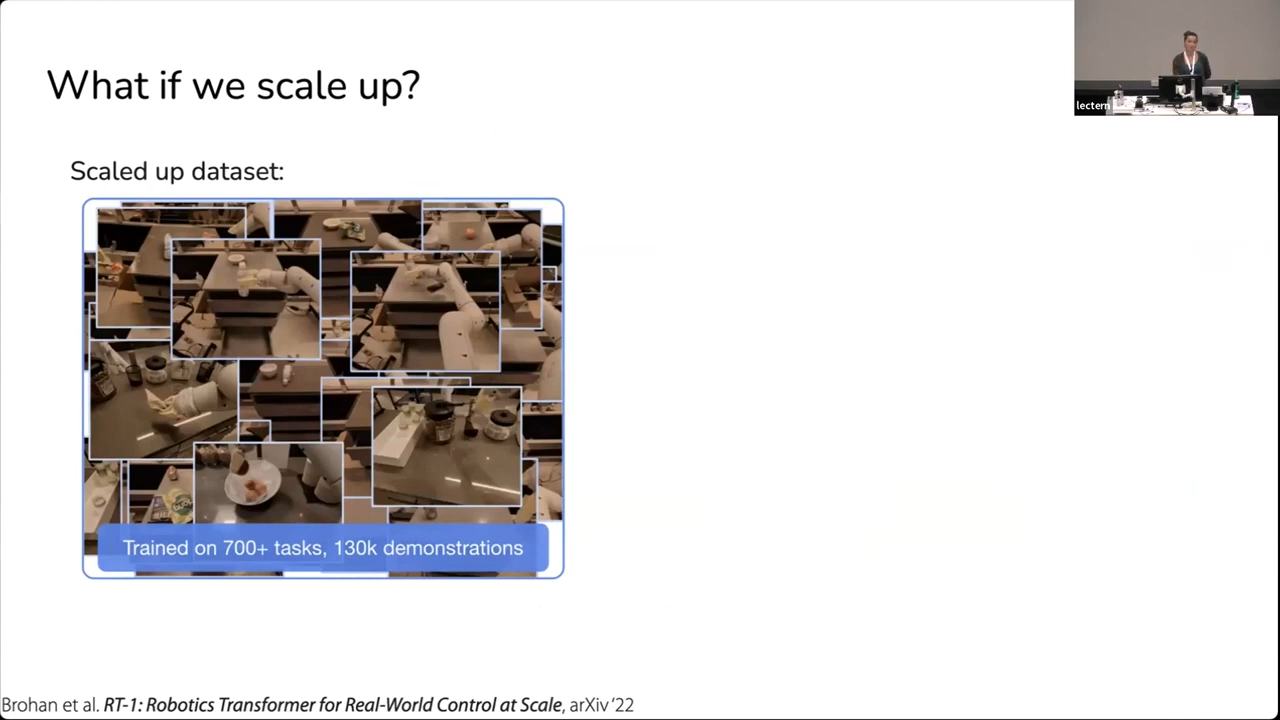 What if we scale up?
lectern
Scaled up dataset:
Trained on 700+ tasks, 130k demonstrations
Brohan et al. RT-1: Robotics Transformer for Real-World Control at Scale, arXiv '22